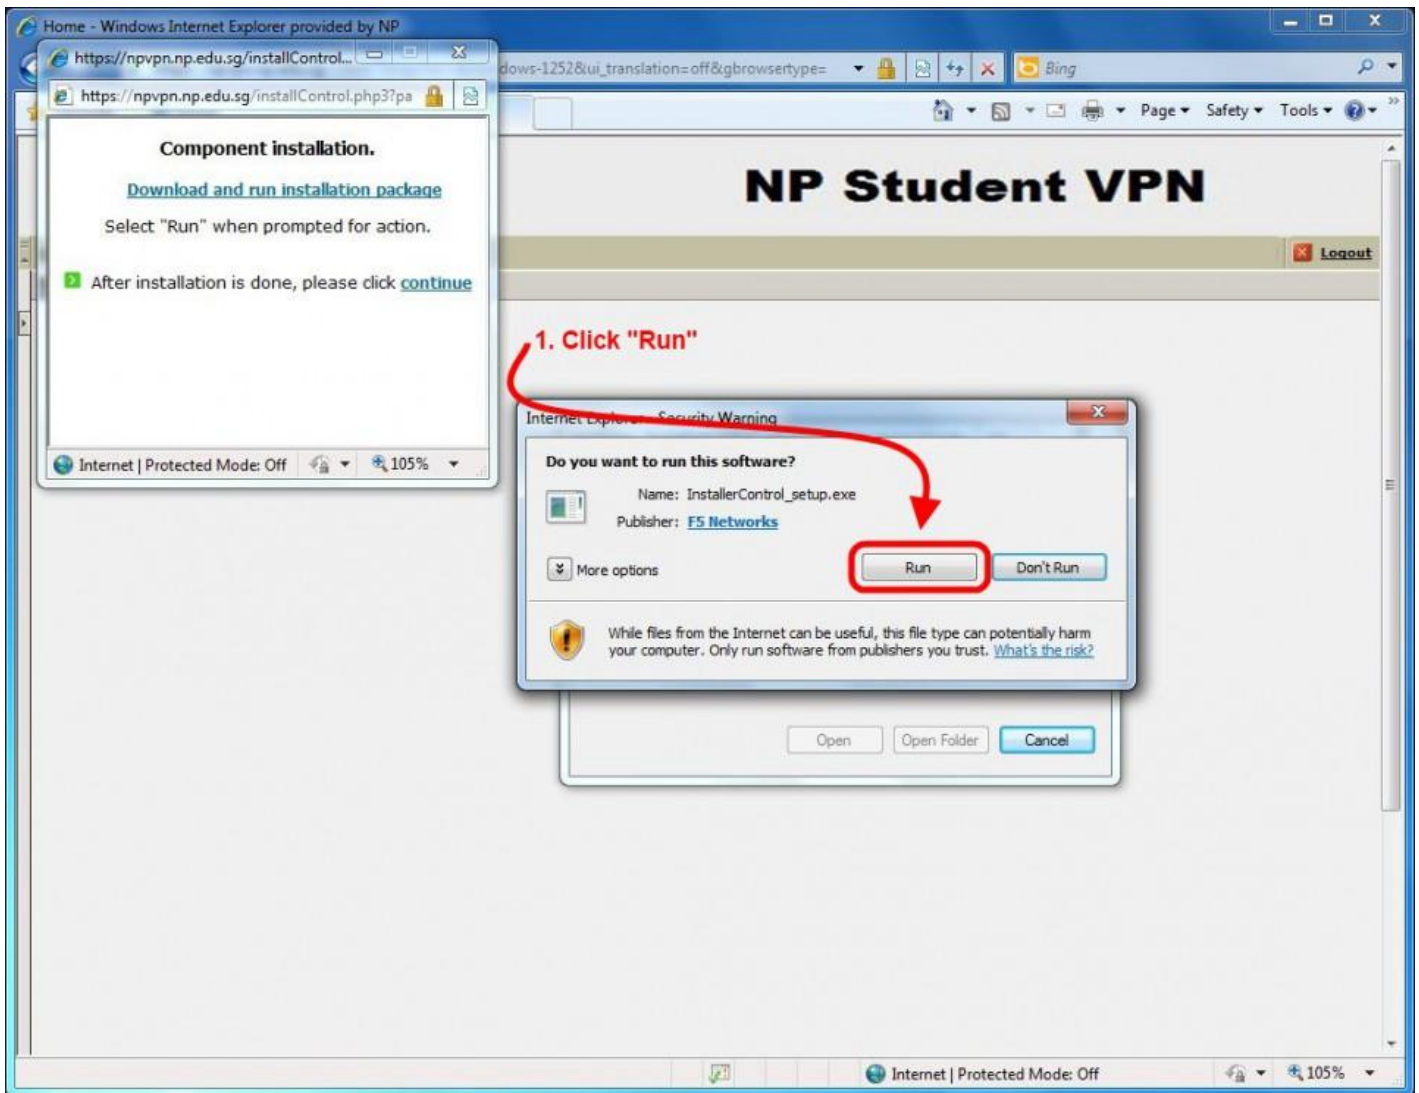 Home - Windows Internet Explorer provided by NP
https://npvpn.np.edu.sg/installControl...
dows-1252&ui_translation=off&gbrowsertype=
Bing
https://npvpn.np.edu.sg/installControl.php3?pa
Page
Safety
Tools
Component installation.
Download and run installation package
Select "Run" when prompted for action.
After installation is done, please click continue
Internet | Protected Mode: Off
105%
NP Student VPN
Logout
1. Click "Run"
Internet Explorer - Security Warning
Do you want to run this software?
Name: InstallerControl_setup.exe
Publisher: F5 Networks
More options
Run
Don't Run
While files from the Internet can be useful, this file type can potentially harm
your computer. Only run software from publishers you trust. What's the risk?
Open
Open Folder
Cancel
Internet | Protected Mode: Off
105%